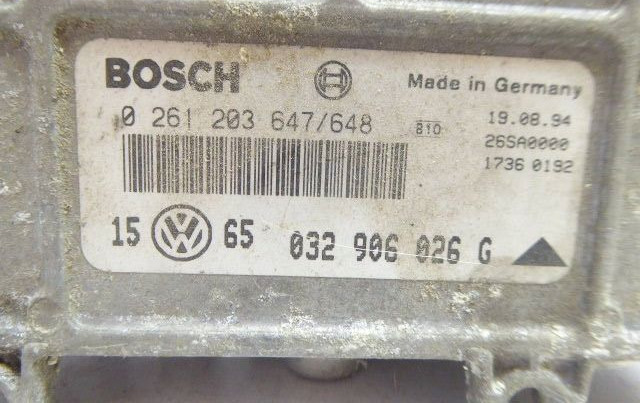 BOSCH Made in Germany
0 261 203 647/648 810 19.08.94
26SA0000
1736 0192
15 65 032 906 026 G